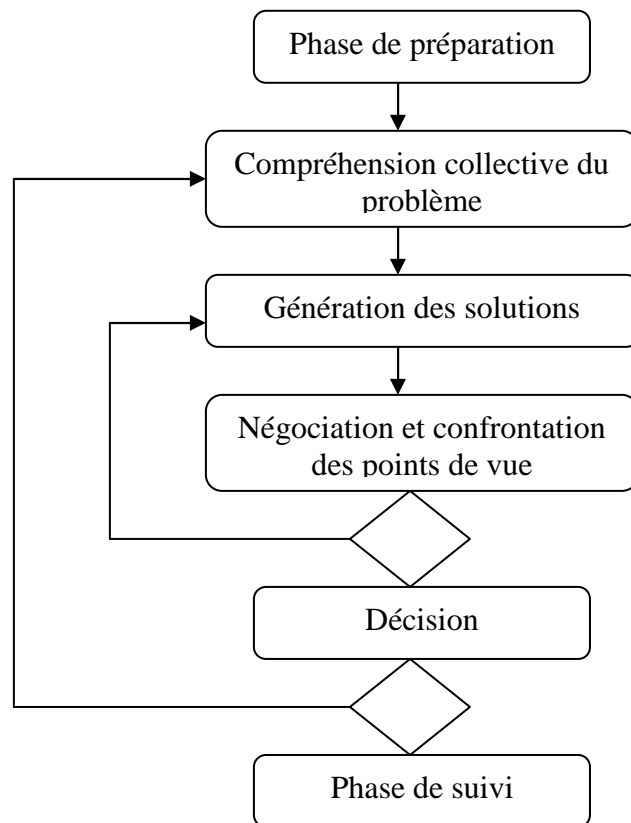 Phase de préparation
Compréhension collective du
problème
Génération des solutions
Négociation et confrontation
des points de vue
Décision
Phase de suivi